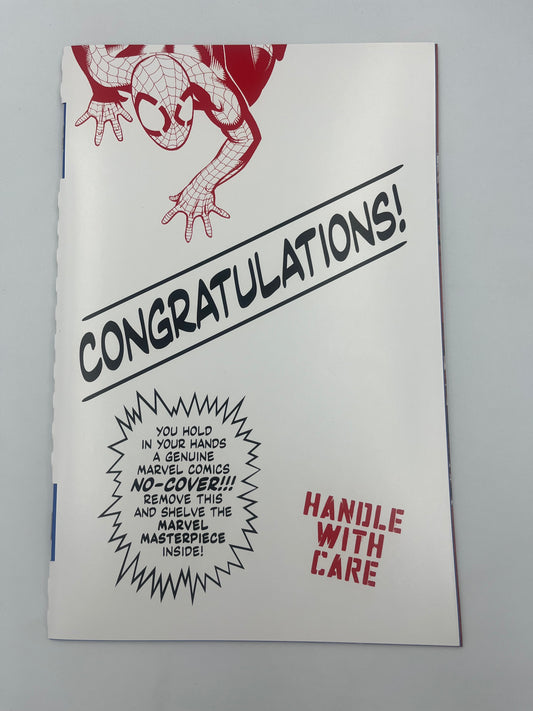 CONGRATULATIONS!
YOU HOLD
IN YOUR HANDS
A GENUINE
MARVEL COMICS
NO-COVER!!!
REMOVE THIS
AND SHELVE THE
MARVEL
MASTERPIECE
INSIDE!
HANDLE
WITH
CARE